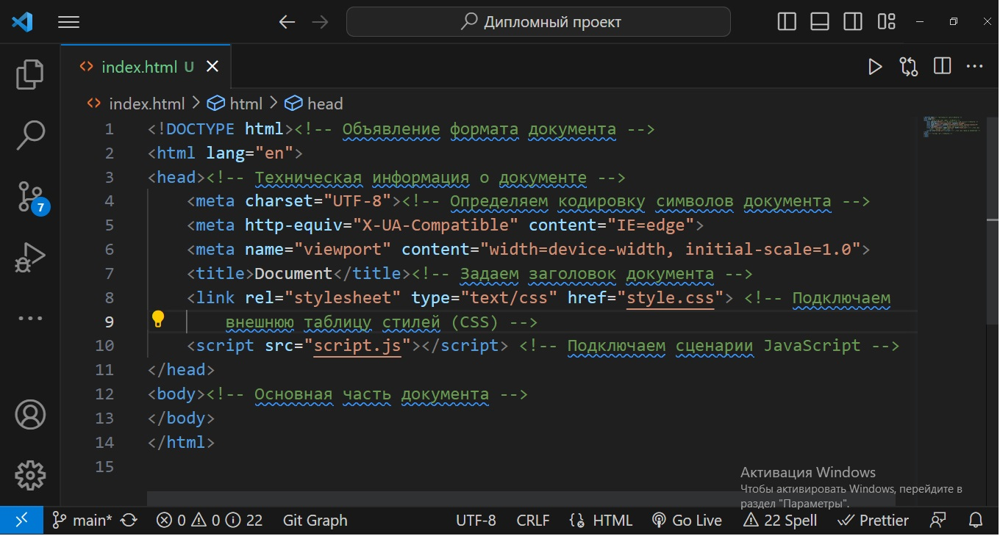 Дипломный проект
index.html U
index.html > html > head
1 <!DOCTYPE html><!-- Объявление формата документа -->
2 <html lang="en">
3 <head><!-- Техническая информация о документе -->
4 <meta charset="UTF-8"><!-- Определяем кодировку символов документа -->
5 <meta http-equiv="X-UA-Compatible" content="IE=edge">
6 <meta name="viewport" content="width=device-width, initial-scale=1.0">
7 <title>Document</title><!-- Задаем заголовок документа -->
8 <link rel="stylesheet" type="text/css" href="style.css"> <!-- Подключаем
9 внешнюю таблицу стилей (CSS) -->
10 <script src="script.js"></script> <!-- Подключаем сценарии JavaScript -->
11 </head>
12 <body><!-- Основная часть документа -->
13 </body>
14 </html>
15
7
Активация Windows
Чтобы активировать Windows, перейдите в
раздел "Параметры".
main* 0 0 22 Git Graph UTF-8 CRLF HTML Go Live 22 Spell Prettier